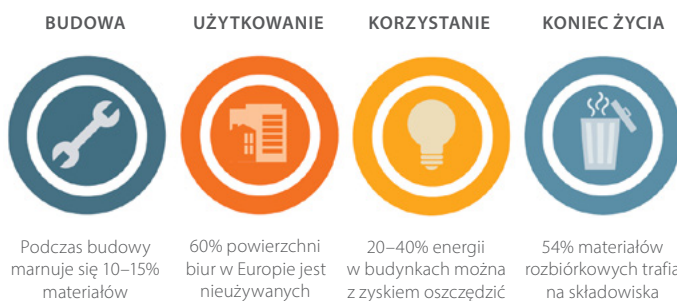 BUDOWA
Podczas budowy
marnuje się 10–15%
materiałów
UŻYTKOWANIE
60% powierzchni
biur w Europie jest
nieużywanych
KORZYSTANIE
20–40% energii
w budynkach można
z zyskiem oszczędzić
KONIEC ŻYCIA
54% materiałów
rozbiórkowych trafia
na składowiska